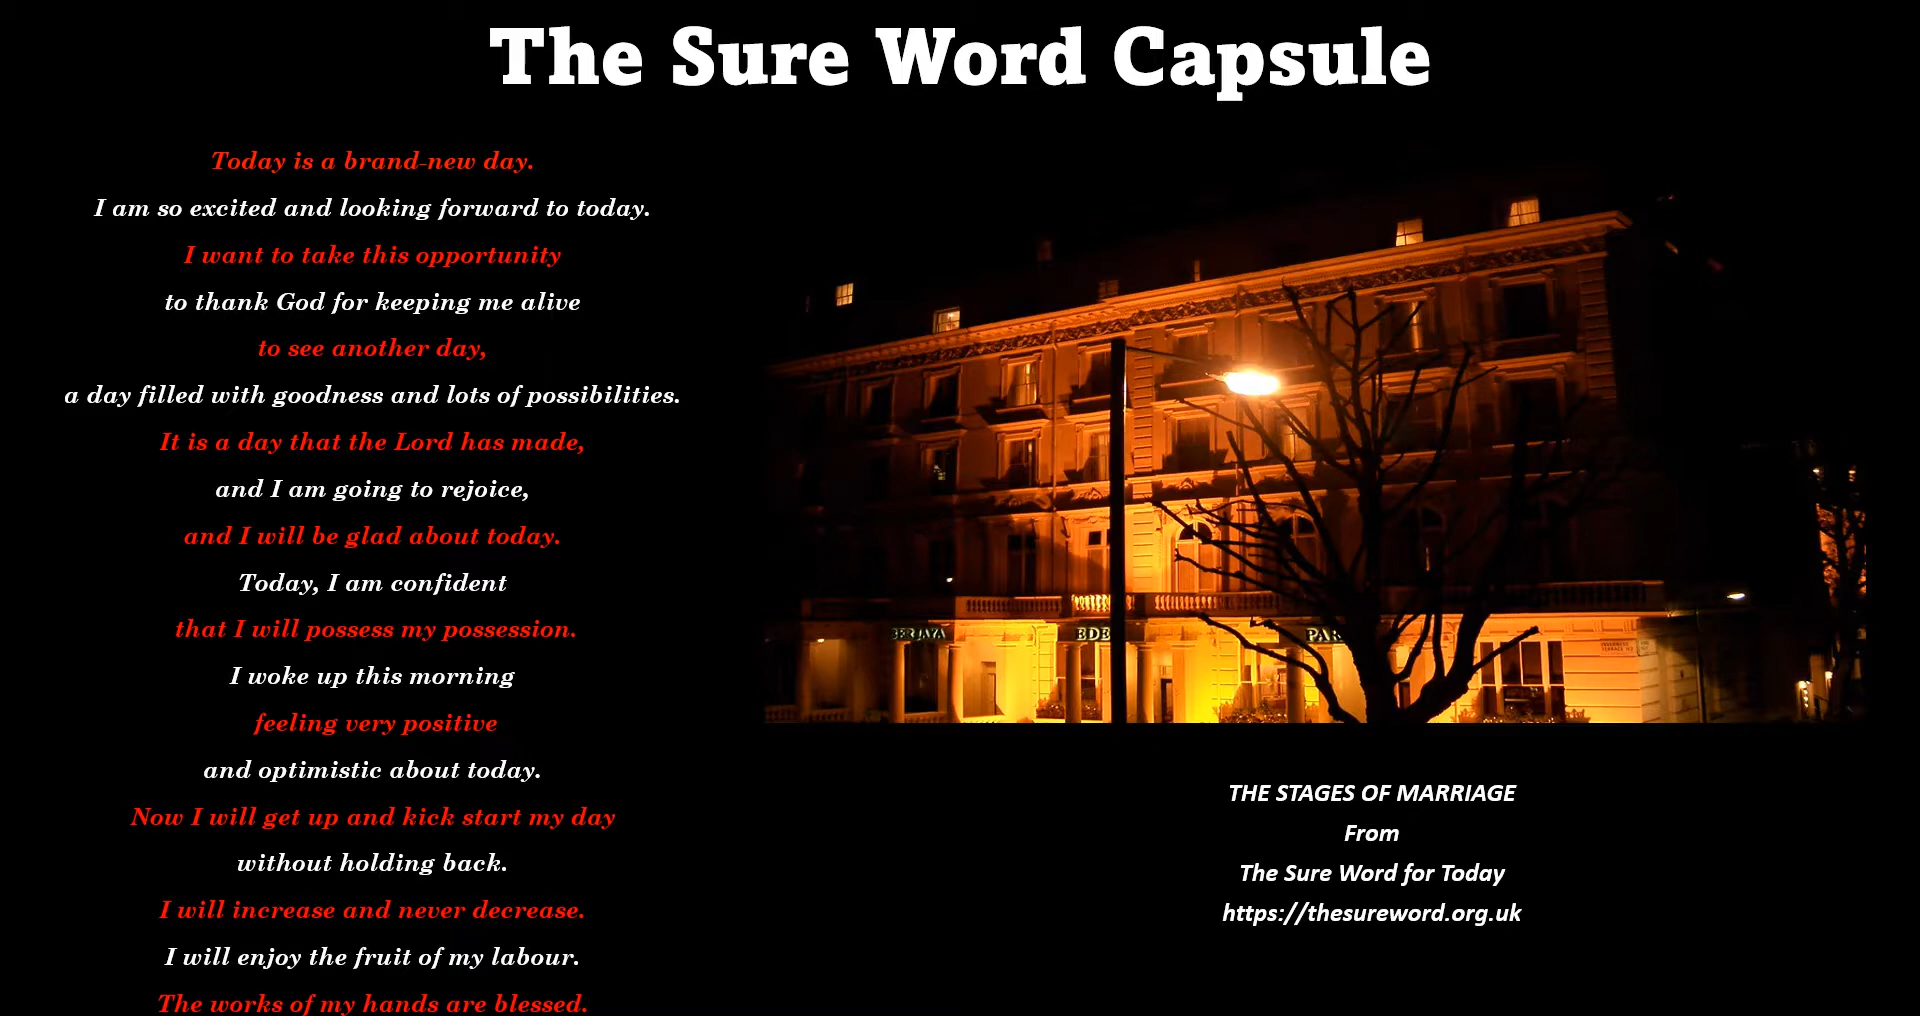 The Sure Word Capsule
Today is a brand-new day.
I am so excited and looking forward to today.
I want to take this opportunity
to thank God for keeping me alive
to see another day,
a day filled with goodness and lots of possibilities.
It is a day that the Lord has made,
and I am going to rejoice,
and I will be glad about today.
Today, I am confident
that I will possess my possession.
I woke up this morning
feeling very positive
and optimistic about today.
Now I will get up and kick start my day
without holding back.
I will increase and never decrease.
I will enjoy the fruit of my labour.
The works of my hands are blessed.
BERJAYA EDE PAR
THE STAGES OF MARRIAGE
From
The Sure Word for Today
https://thesureword.org.uk